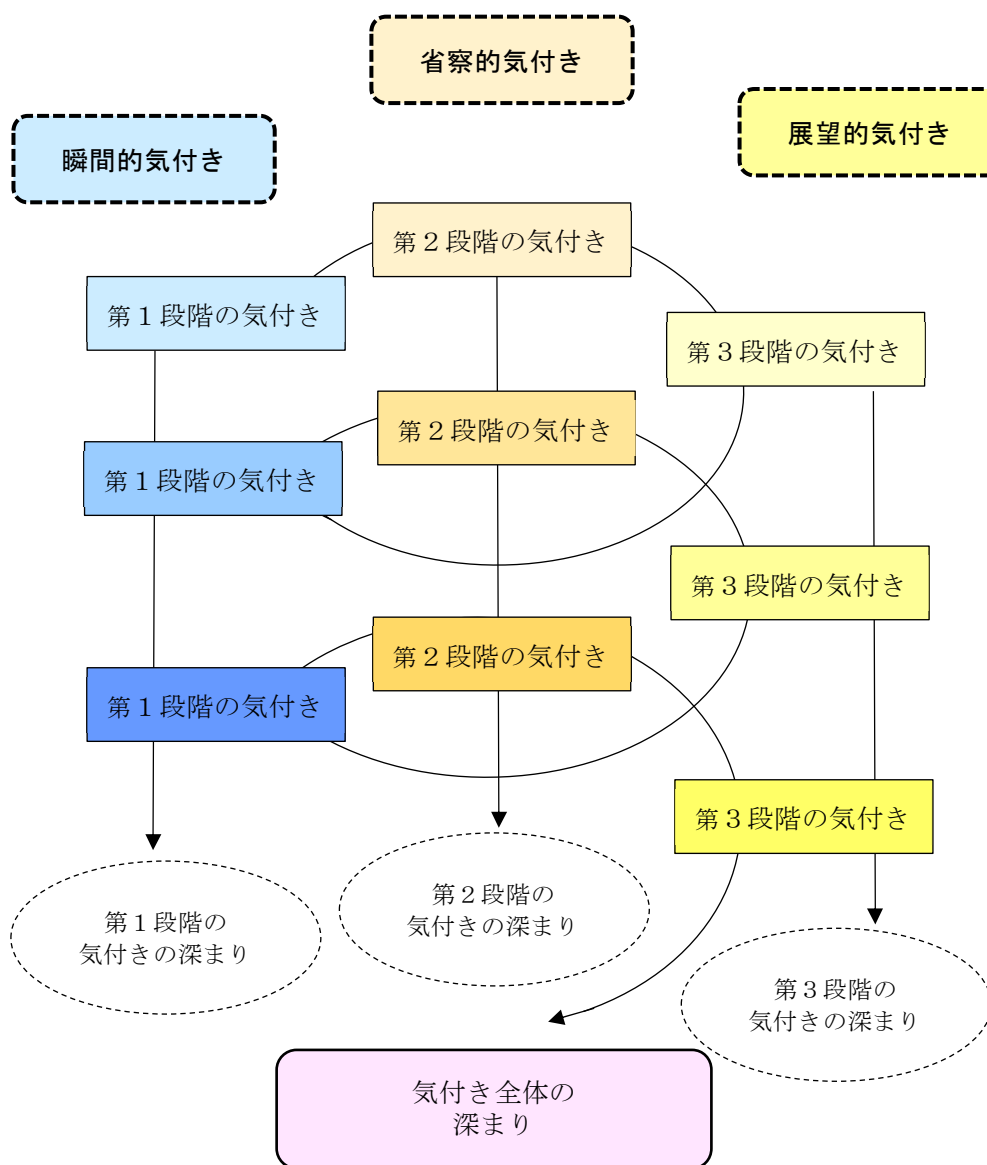 省察的気付き
展望的気付き
瞬間的気付き
第２段階の気付き
第１段階の気付き
第３段階の気付き
第２段階の気付き
第１段階の気付き
第３段階の気付き
第２段階の気付き
第１段階の気付き
第３段階の気付き
第２段階の
気付きの深まり
第１段階の
気付きの深まり
第３段階の
気付きの深まり
気付き全体の
深まり